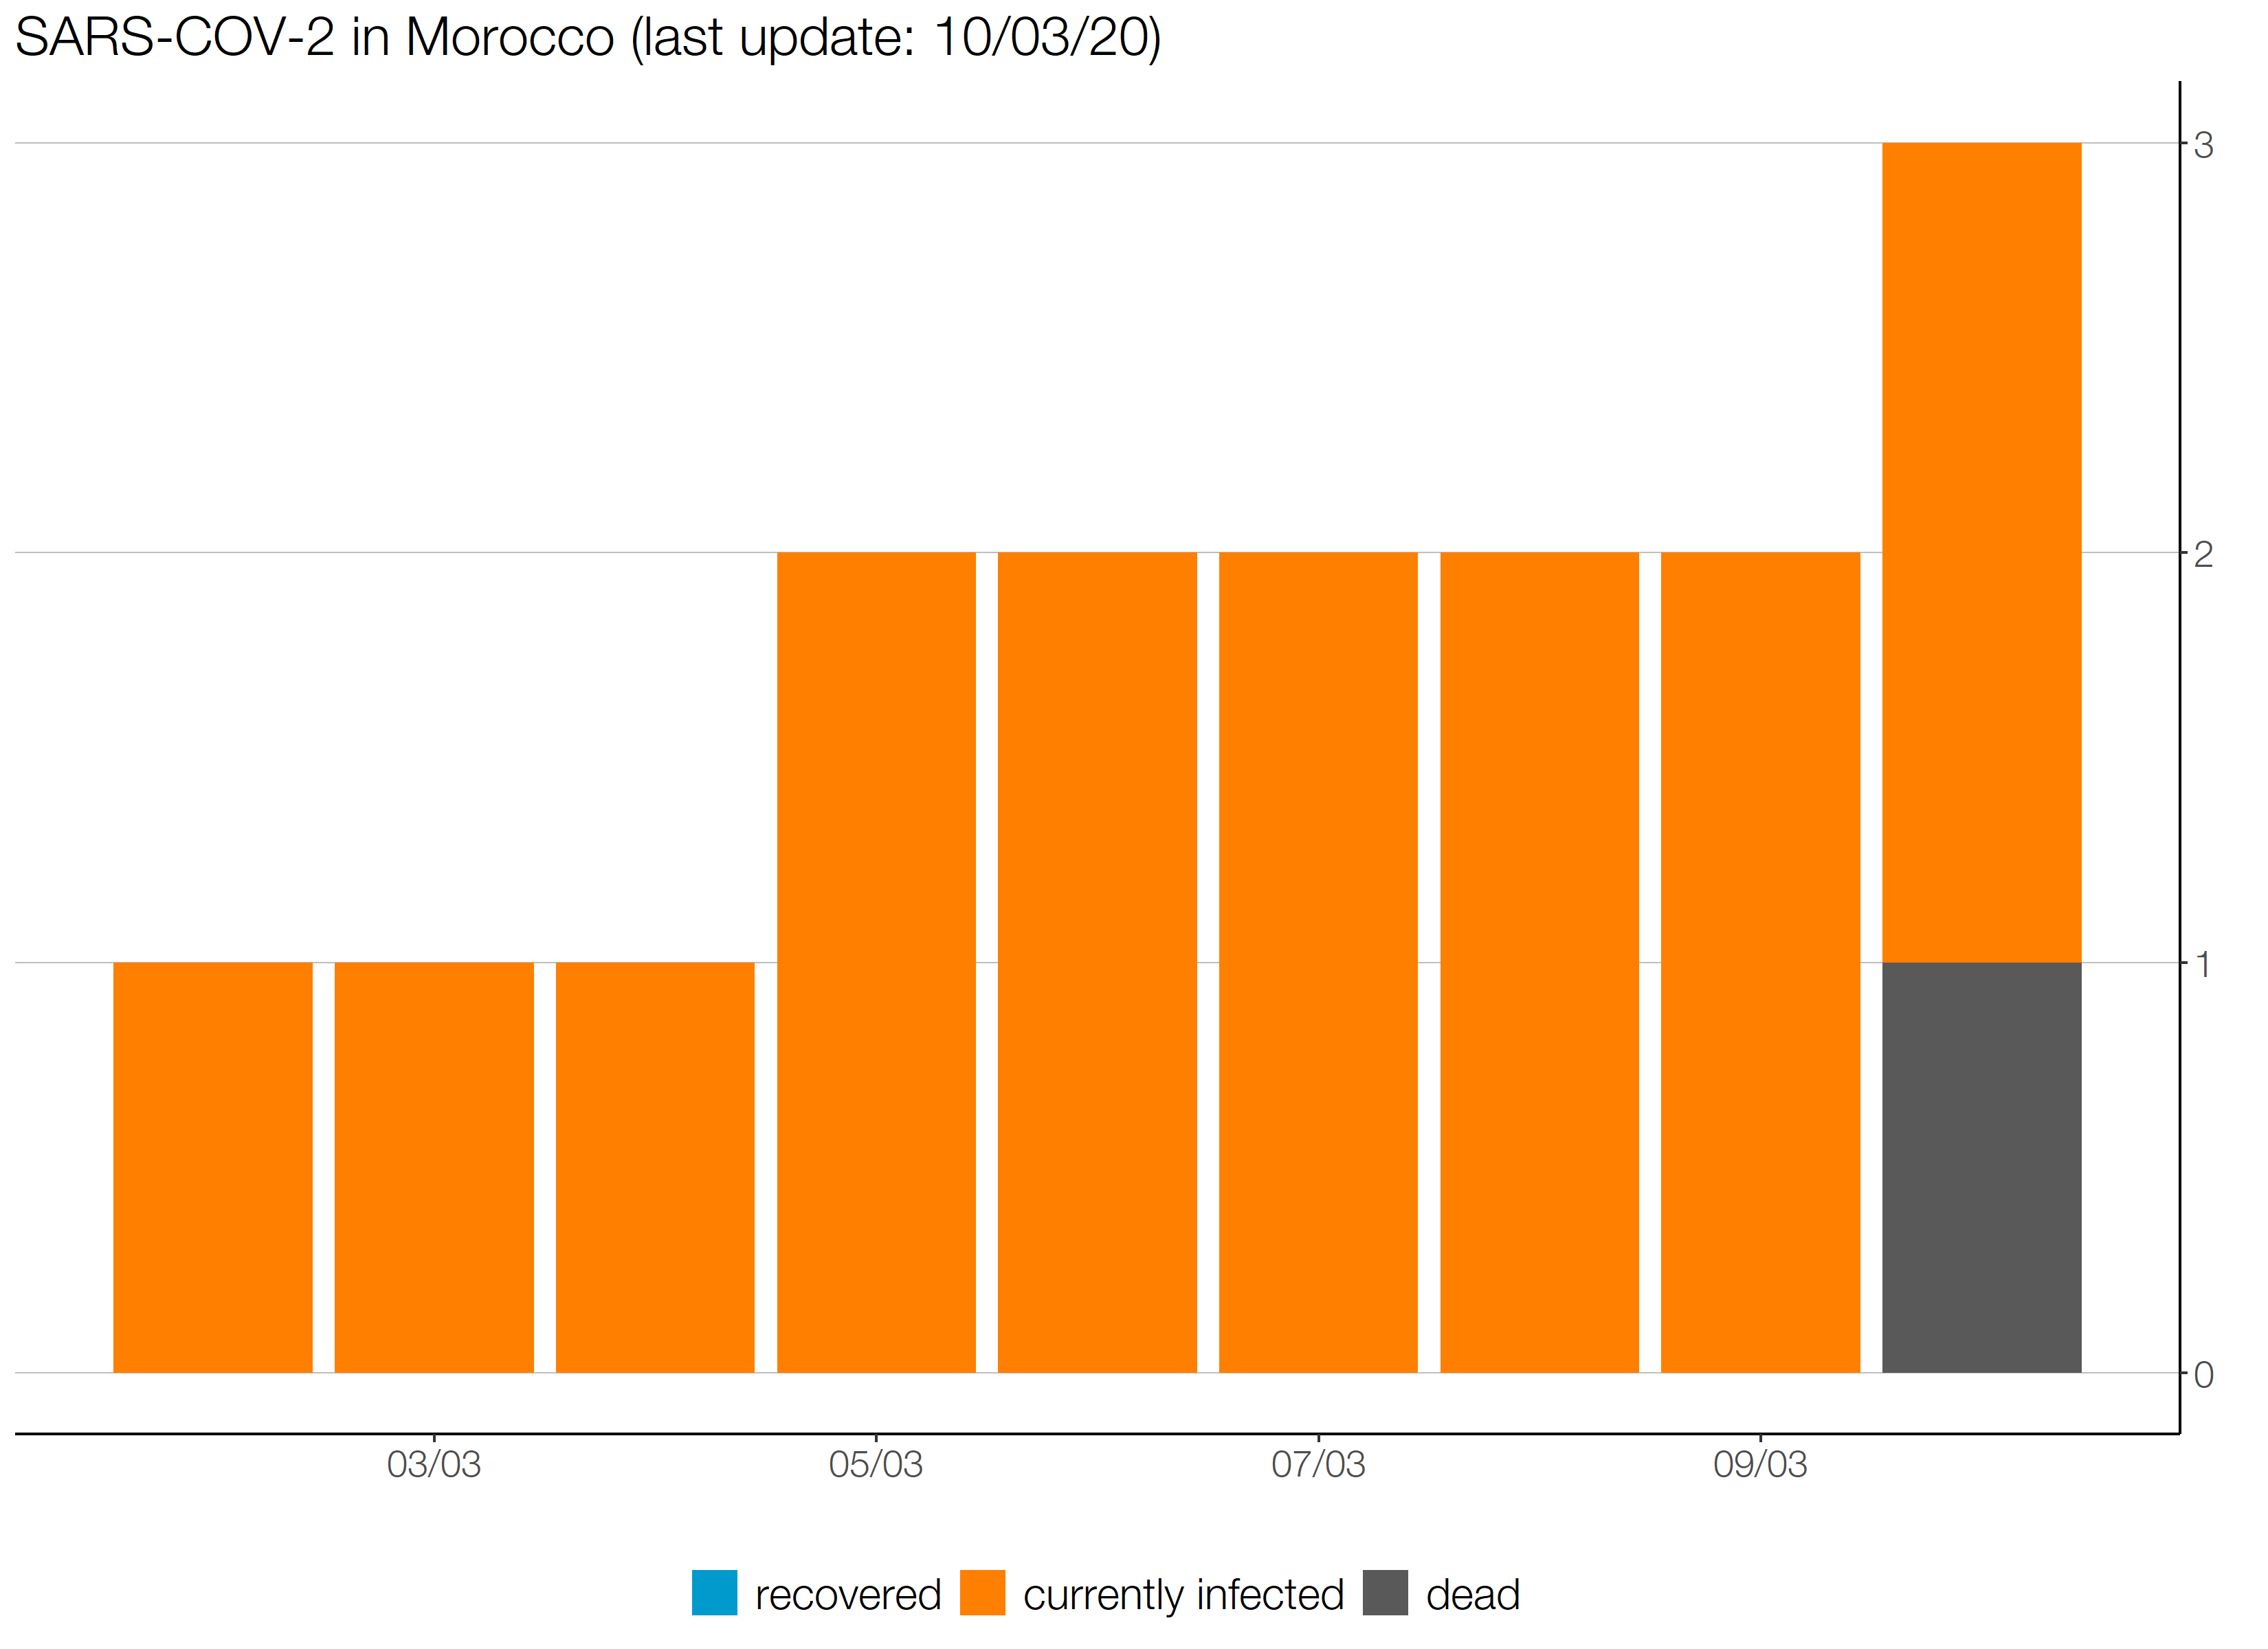 SARS-COV-2 in Morocco (last update: 10/03/20)
3
2
1
0
03/03 05/03 07/03 09/03
recovered currently infected dead